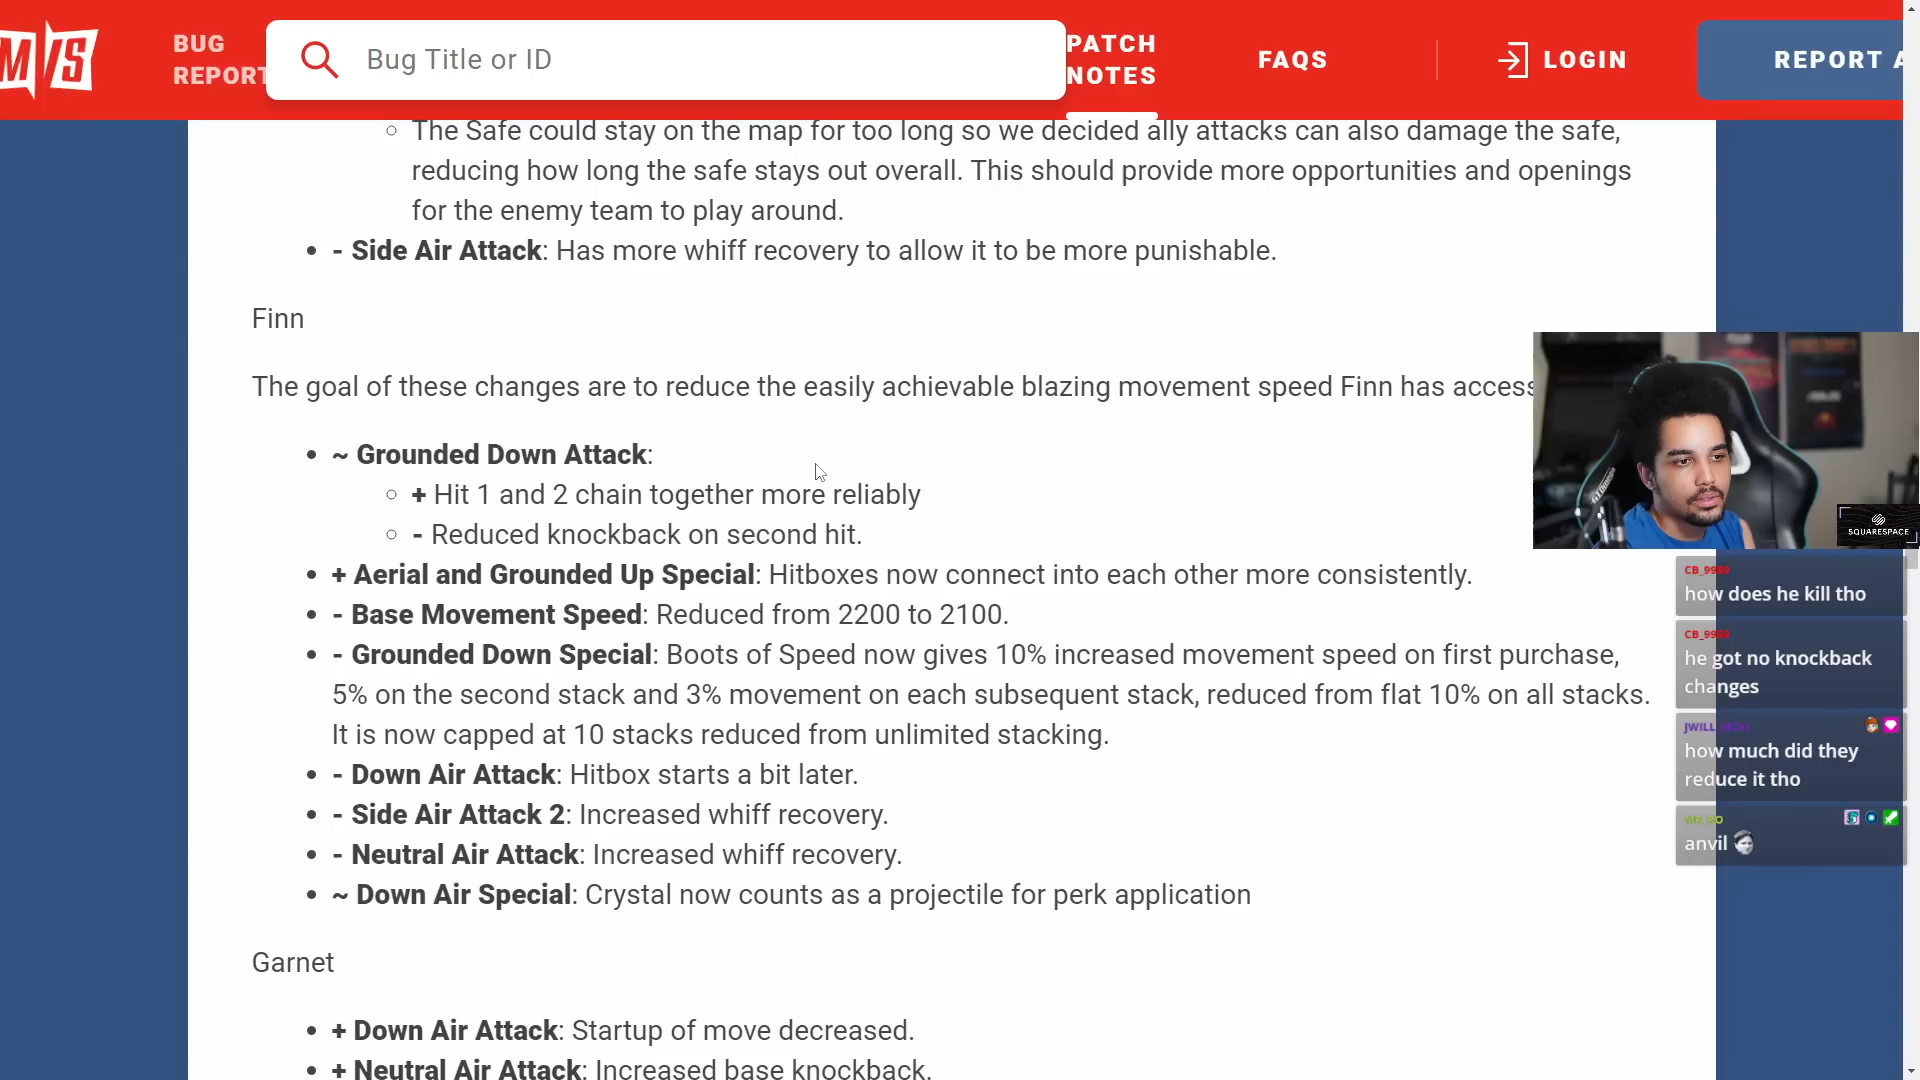 M/S
BUG
REPORT
Bug Title or ID
PATCH
NOTES
FAQS
LOGIN
REPORT A
The Safe could stay on the map for too long so we decided ally attacks can also damage the safe,
reducing how long the safe stays out overall. This should provide more opportunities and openings
for the enemy team to play around.
- Side Air Attack: Has more whiff recovery to allow it to be more punishable.
Finn
The goal of these changes are to reduce the easily achievable blazing movement speed Finn has access
~ Grounded Down Attack:
+ Hit 1 and 2 chain together more reliably
- Reduced knockback on second hit.
+ Aerial and Grounded Up Special: Hitboxes now connect into each other more consistently.
- Base Movement Speed: Reduced from 2200 to 2100.
- Grounded Down Special: Boots of Speed now gives 10% increased movement speed on first purchase,
5% on the second stack and 3% movement on each subsequent stack, reduced from flat 10% on all stacks.
It is now capped at 10 stacks reduced from unlimited stacking.
- Down Air Attack: Hitbox starts a bit later.
- Side Air Attack 2: Increased whiff recovery.
- Neutral Air Attack: Increased whiff recovery.
~ Down Air Special: Crystal now counts as a projectile for perk application
Garnet
+ Down Air Attack: Startup of move decreased.
+ Neutral Air Attack: Increased base knockback.
SQUARESPACE
how does he kill tho
he got no knockback
changes
how much did they
reduce it tho
anvil